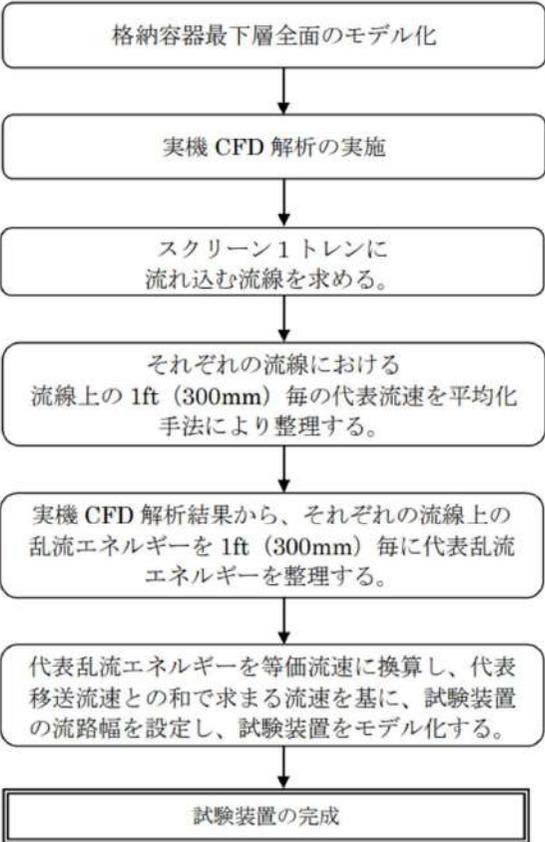 格納容器最下層全面のモデル化
実機 CFD 解析の実施
スクリーン１トレンに
流れ込む流線を求める。
それぞれの流線における
流線上の 1ft（300mm）毎の代表流速を平均化
手法により整理する。
実機 CFD 解析結果から、それぞれの流線上の
乱流エネルギーを 1ft（300mm）毎に代表乱流
エネルギーを整理する。
代表乱流エネルギーを等価流速に換算し、代表
移送流速との和で求まる流速を基に、試験装置
の流路幅を設定し、試験装置をモデル化する。
試験装置の完成